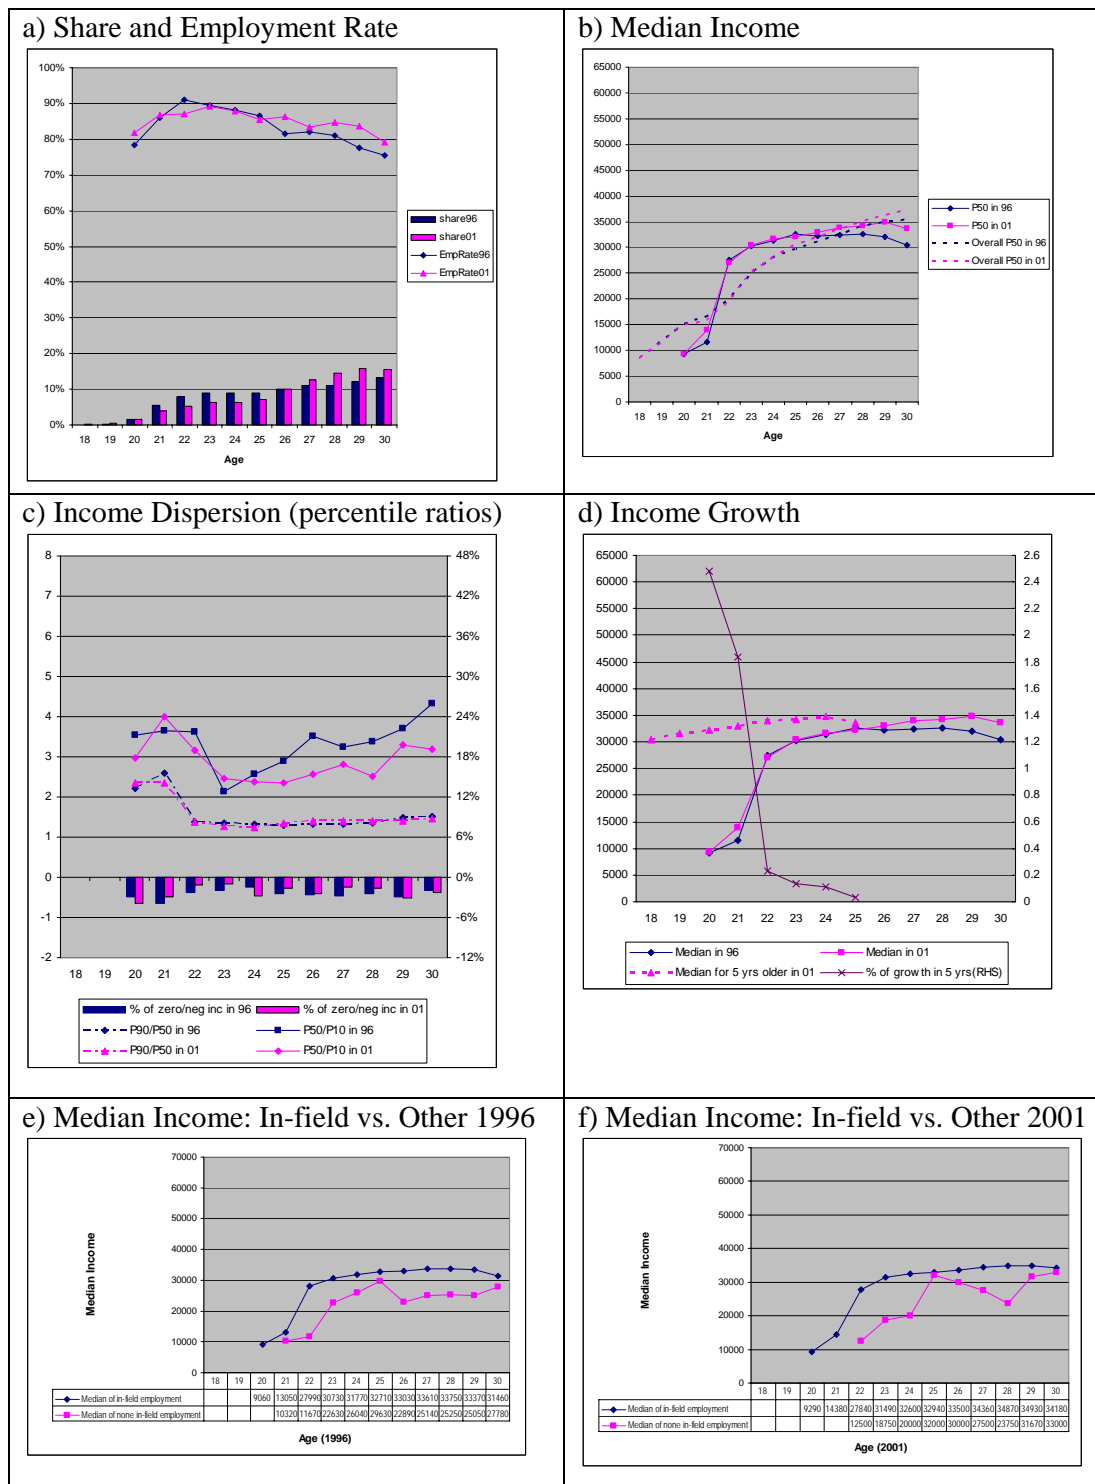 a) Share and Employment Rate
100%
90%
80%
70%
60%
50%
40%
30%
20%
10%
0%
18 19 20 21 22 23 24 25 26 27 28 29 30
Age
share96
share01
EmpRate96
EmpRate01
b) Median Income
65000
60000
55000
50000
45000
40000
35000
30000
25000
20000
15000
10000
5000
0
18 19 20 21 22 23 24 25 26 27 28 29 30
Age
P50 in 96
P50 in 01
Overall P50 in 96
Overall P50 in 01
c) Income Dispersion (percentile ratios)
8 48%
7 42%
6 36%
5 30%
4 24%
3 18%
2 12%
1 6%
0 0%
-1 -6%
-2 -12%
18 19 20 21 22 23 24 25 26 27 28 29 30
% of zero/neg inc in 96 % of zero/neg inc in 01
P90/P50 in 96 P50/P10 in 96
P90/P50 in 01 P50/P10 in 01
d) Income Growth
65000 2.6
60000 2.4
55000 2.2
50000 2
45000 1.8
40000 1.6
35000 1.4
30000 1.2
25000 1
20000 0.8
15000 0.6
10000 0.4
5000 0.2
0 0
18 19 20 21 22 23 24 25 26 27 28 29 30
Median in 96 Median in 01
Median for 5 yrs older in 01 % of growth in 5 yrs(RHS)
e) Median Income: In-field vs. Other 1996
Median Income
70000
60000
50000
40000
30000
20000
10000
0
18 19 20 21 22 23 24 25 26 27 28 29 30
Median of in-field employment 9060 13050 27990 30730 31770 32710 33030 33610 33750 33370 31460
Median of none in-field employment 10320 11670 22630 26040 29630 22890 25140 25250 25050 27780
Age (1996)
f) Median Income: In-field vs. Other 2001
Median Income
70000
60000
50000
40000
30000
20000
10000
0
18 19 20 21 22 23 24 25 26 27 28 29 30
Median of in-field employment 9290 14380 27840 31490 32600 32940 33500 34360 34870 34930 34180
Median of none in-field employment 12500 18750 20000 32000 30000 27500 23750 31670 33000
Age (2001)